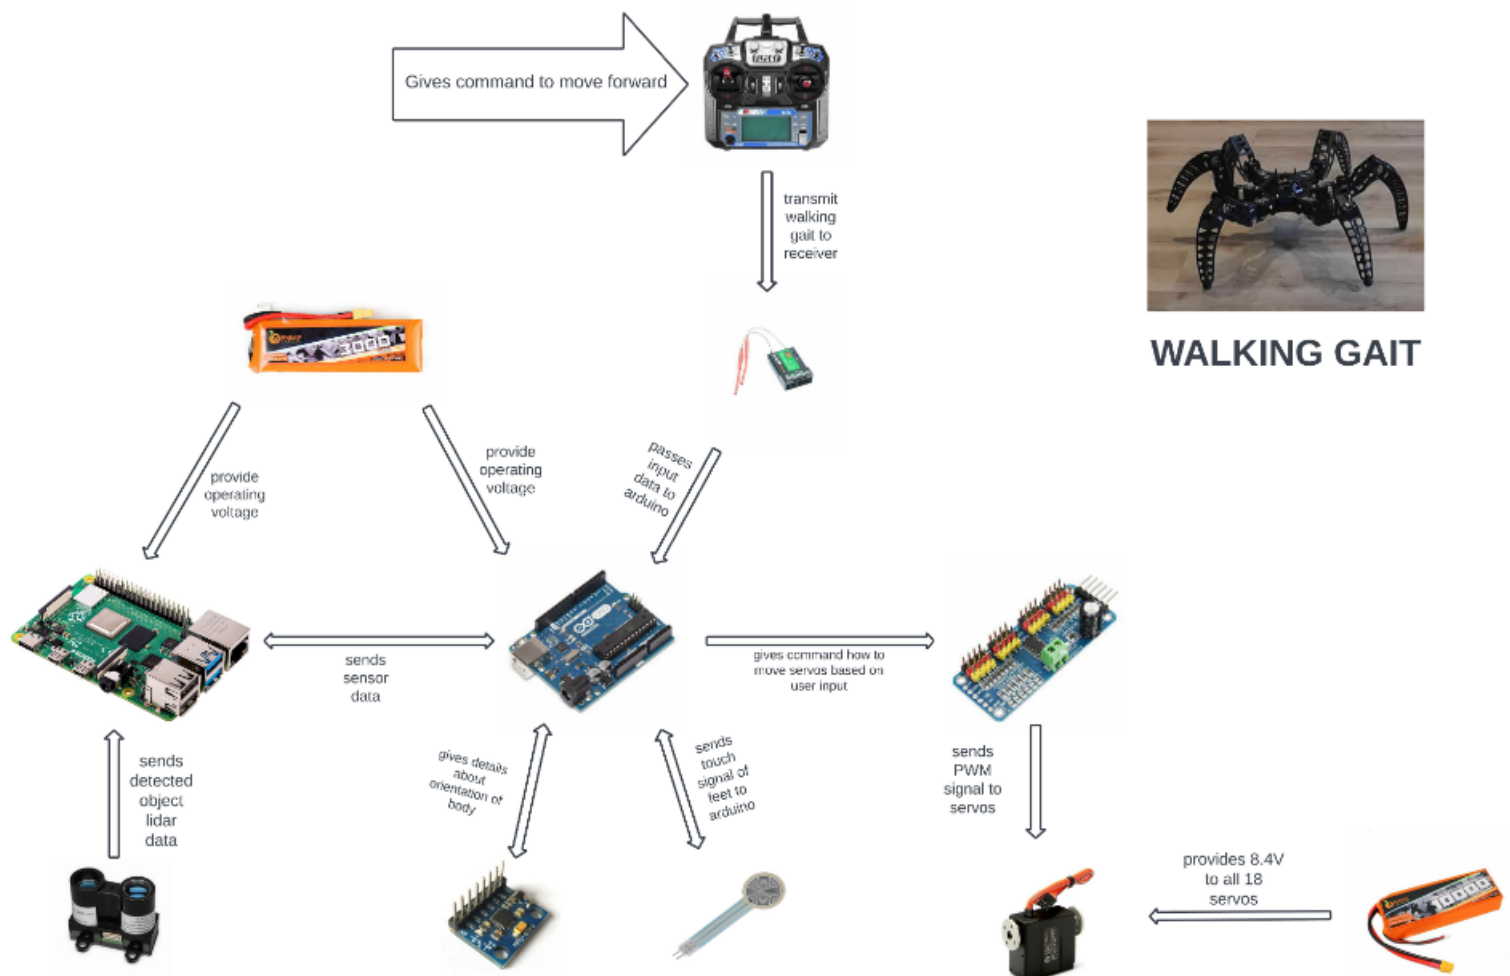 Gives command to move forward
transmit
walking
gait to
receiver
WALKING GAIT
3000
provide
operating
voltage
provide
operating
voltage
passes
input
data to
arduino
sends
sensor
data
gives command how to
move servos based on
user input
sends
detected
object
lidar
data
gives details
about
orientation of
body
sends
touch
signal of
feet to
arduino
sends
PWM
signal to
servos
provides 8.4V
to all 18
servos
10000